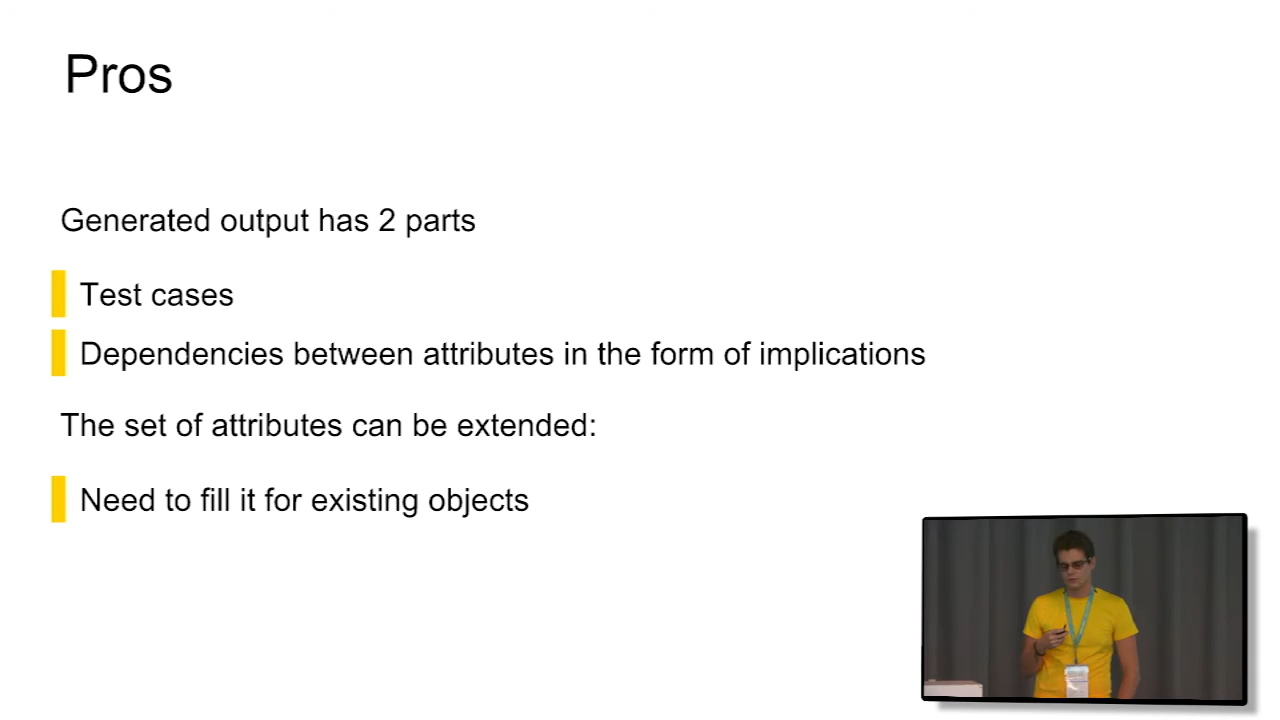 Pros
Generated output has 2 parts
Test cases
Dependencies between attributes in the form of implications
The set of attributes can be extended:
Need to fill it for existing objects